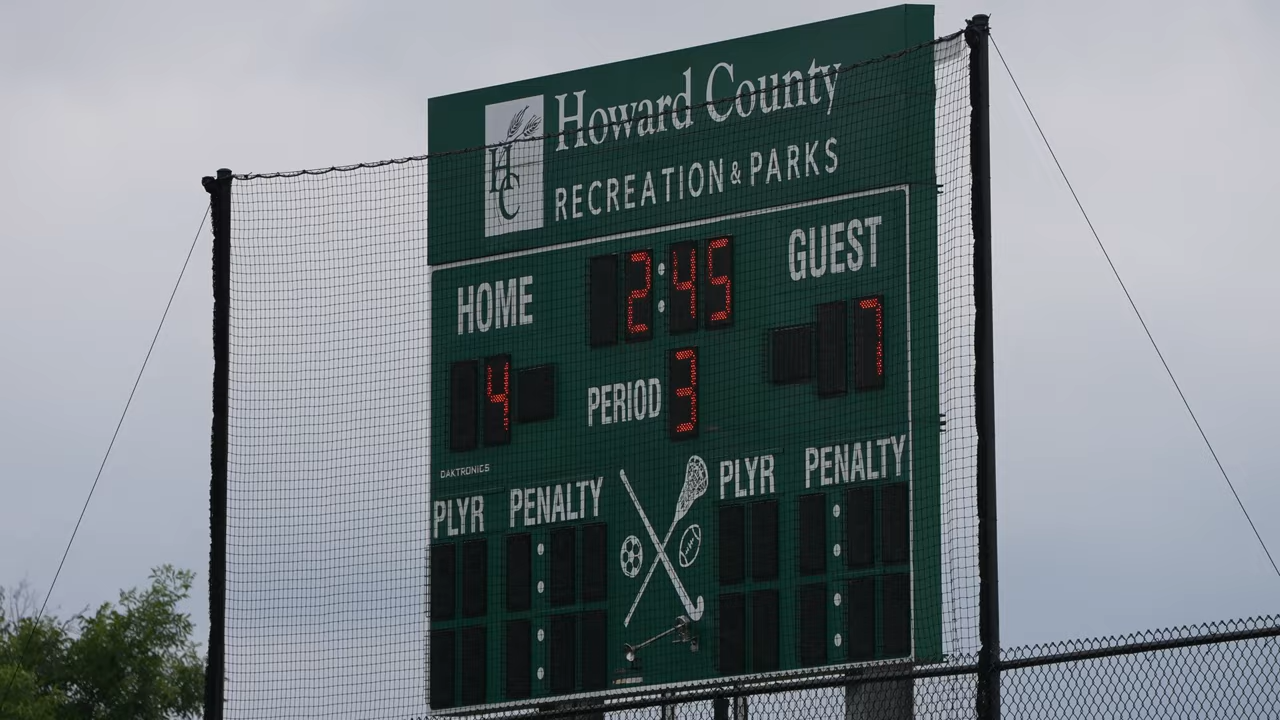 Howard County
HC
RECREATION & PARKS
HOME 2:45 GUEST
4 PERIOD 3 7
DAKTRONICS
PLYR PENALTY PLYR PENALTY